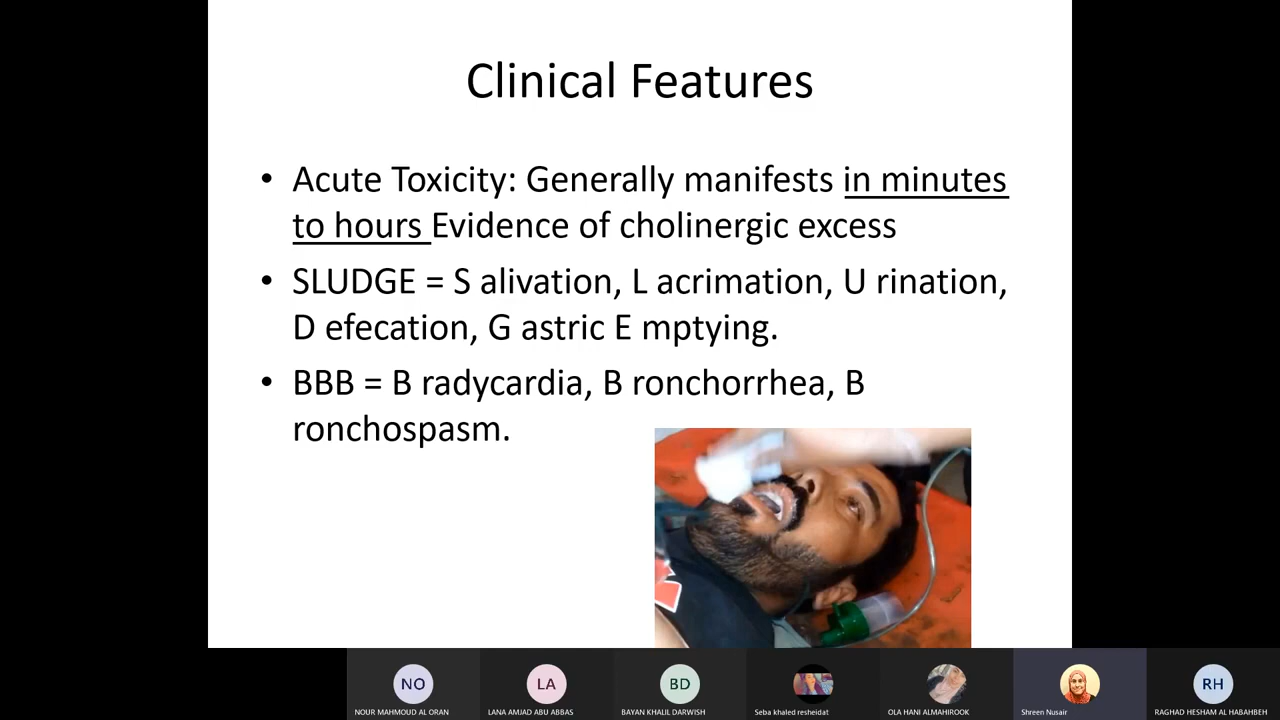 Clinical Features
• Acute Toxicity: Generally manifests in minutes
to hours Evidence of cholinergic excess
• SLUDGE = S alivation, L acrimation, U rination,
D efecation, G astric E mptying.
• BBB = B radycardia, B ronchorrhea, B
ronchospasm.
NO LA BD RH
NOUR MAHMOUD AL ORAN LANA AMJAD ABU ABBAS BAYAN KHALIL DARWISH Seba khaled resheidat OLA HANI ALMAHIROOK Shreen Nusair RAGHAD HESHAM AL HABAHBEH